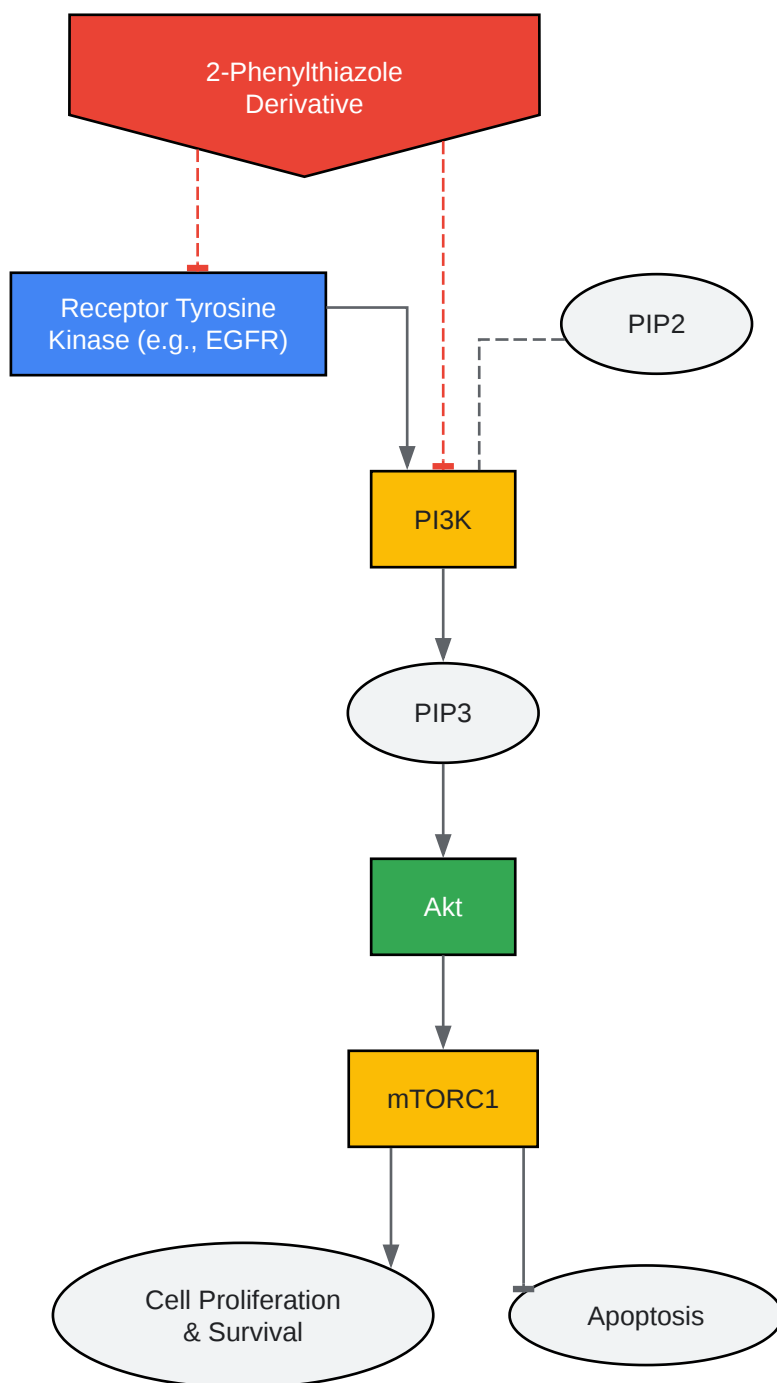 2-Phenylthiazole
Derivative
Receptor Tyrosine
Kinase (e.g., EGFR)
PIP2
PI3K
PIP3
Akt
mTORC1
Cell Proliferation
& Survival
Apoptosis